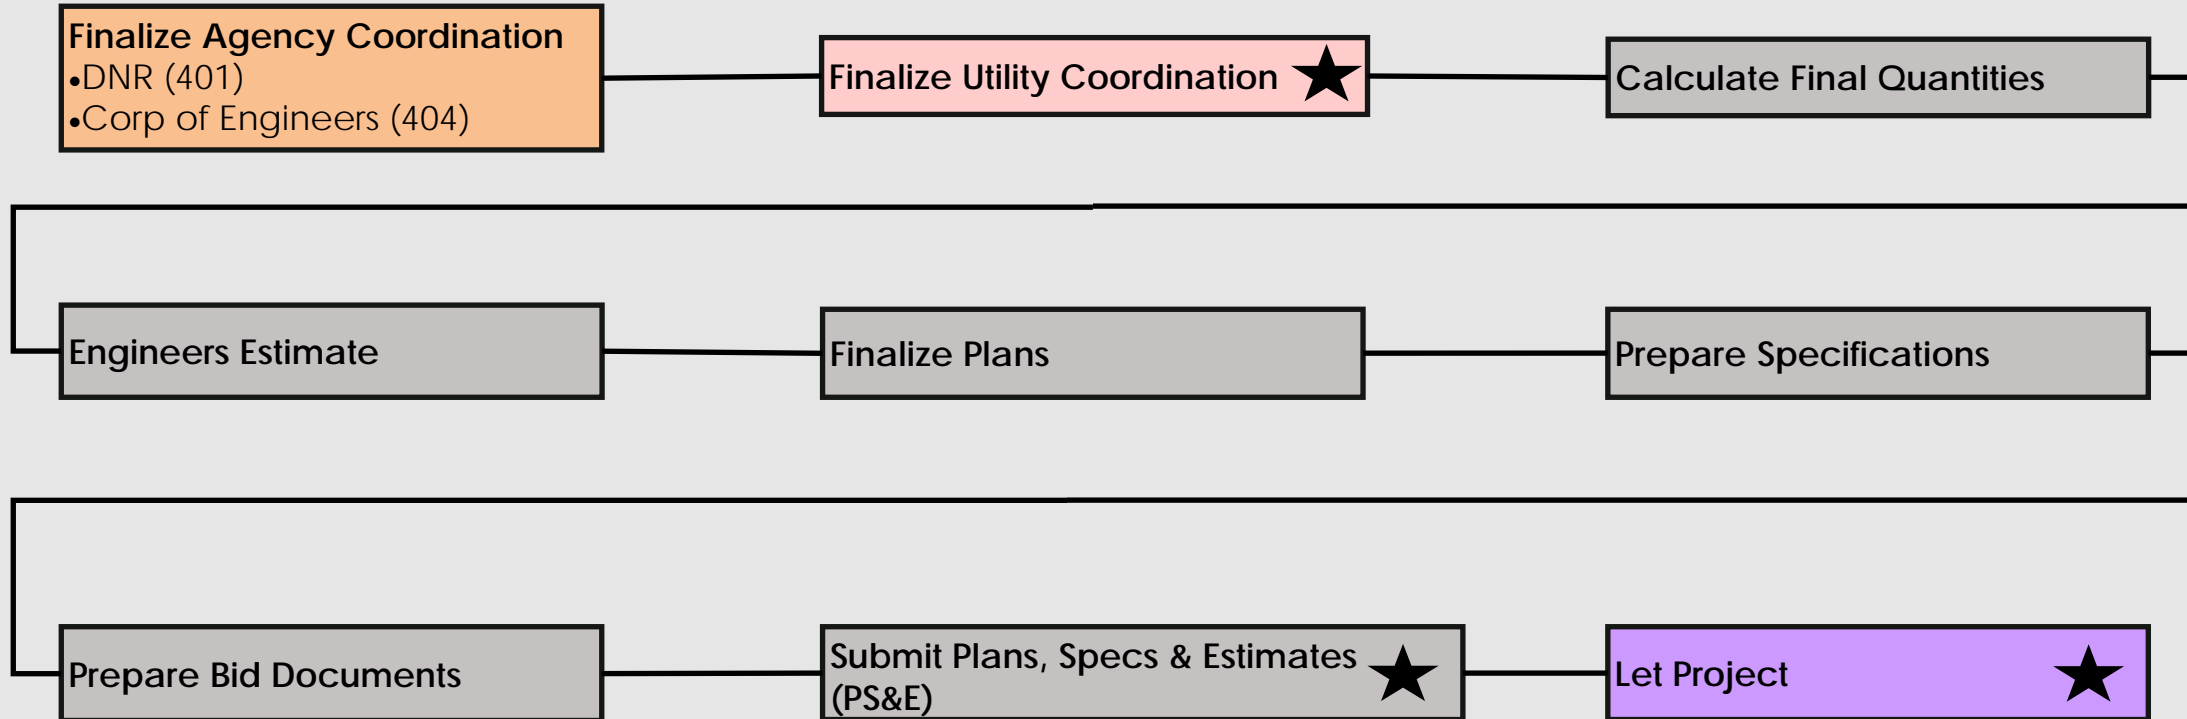 Finalize Agency Coordination
•DNR (401)
•Corp of Engineers (404)
Finalize Utility Coordination
Calculate Final Quantities
Engineers Estimate
Finalize Plans
Prepare Specifications
Prepare Bid Documents
Submit Plans, Specs & Estimates
(PS&E)
Let Project